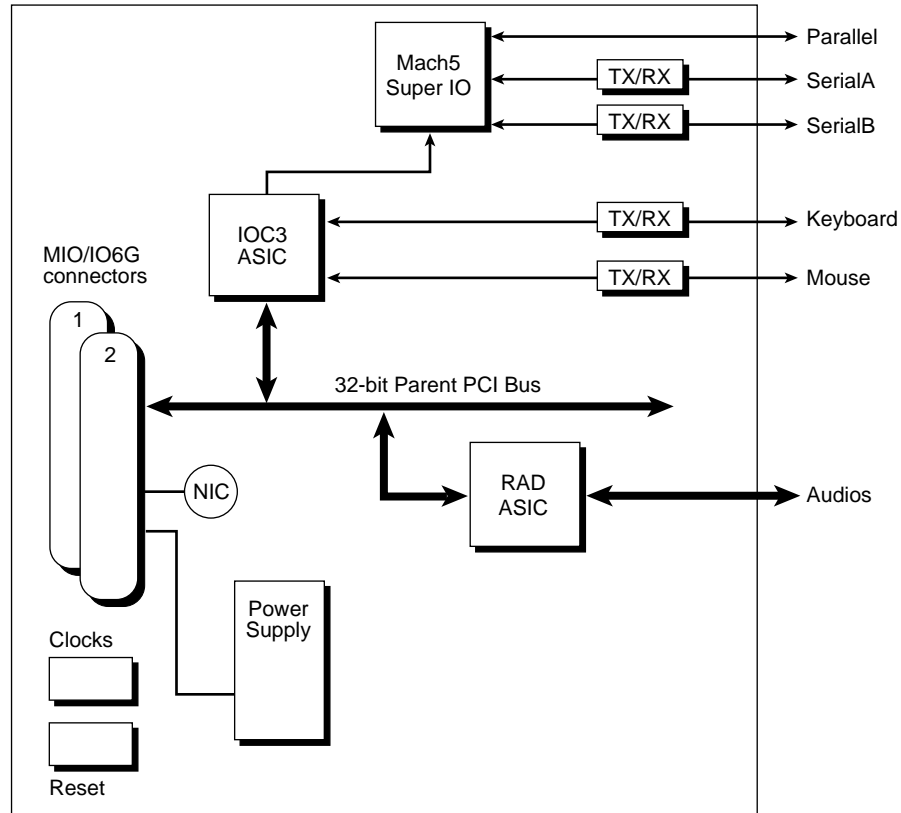 Mach5
Super IO
Parallel
TX/RX
SerialA
TX/RX
SerialB
IOC3
ASIC
TX/RX
Keyboard
TX/RX
Mouse
MIO/IO6G
connectors
1
2
32-bit Parent PCI Bus
NIC
RAD
ASIC
Audios
Power
Supply
Clocks
Reset